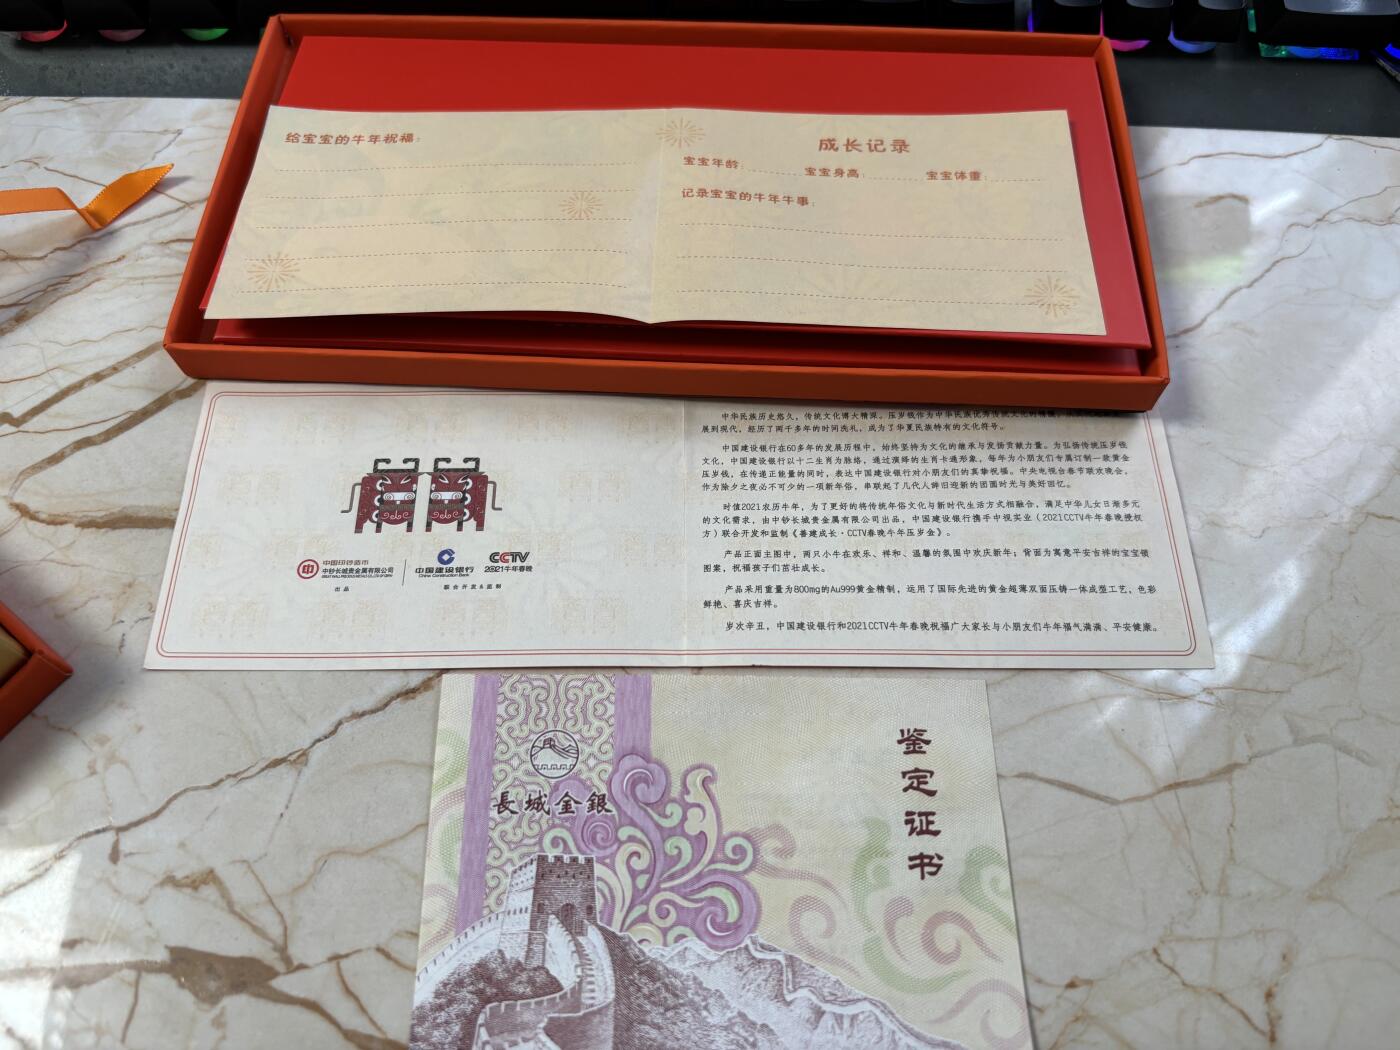 给宝宝的牛年祝福：
成长记录
宝宝年龄： 宝宝身高： 宝宝体重：
记录宝宝的牛年牛事：
中国印钞造币
中钞长城贵金属有限公司
出品
中国建设银行
China Construction Bank
CCTV
2021牛年春晚
联合开发&监制
中华民族历史悠久，传统文化博大精深。压岁钱作为中华民族优秀传统文化的精髓，
展到现代，经历了两千多年的时间洗礼，成为了华夏民族特有的文化符号。
中国建设银行在60多年的发展历程中，始终坚持为文化的继承与发扬贡献力量。为弘扬传统压岁钱
文化，中国建设银行以十二生肖为脉络，通过演绎的生肖卡通形象，每年为小朋友们专属订制一款黄金
压岁钱，在传递正能量的同时，表达中国建设银行对小朋友们的真挚祝福。中央电视台春节联欢晚会，
作为除夕之夜必不可少的一项新年俗，串联起了几代人辞旧迎新的团圆时光与美好回忆。
时值2021农历牛年，为了更好的将传统年俗文化与新时代生活方式相融合，满足中华儿女日渐多元
的文化需求，由中钞长城贵金属有限公司出品，中国建设银行携手中视实业（2021CCTV牛年春晚授权
方）联合开发和监制《善建成长·CCTV春晚牛年压岁金》。
产品正面主图中，两只小牛在欢乐、祥和、温馨的氛围中欢庆新年；背面为寓意平安吉祥的宝宝锁
图案，祝福孩子们茁壮成长。
产品采用重量为800mg的Au999黄金精制，运用了国际先进的黄金超薄双面压铸一体成型工艺，色彩
鲜艳、喜庆吉祥。
岁次辛丑，中国建设银行和2021CCTV牛年春晚祝福广大家长与小朋友们牛年福气满满、平安健康。
長城金銀
鉴定证书